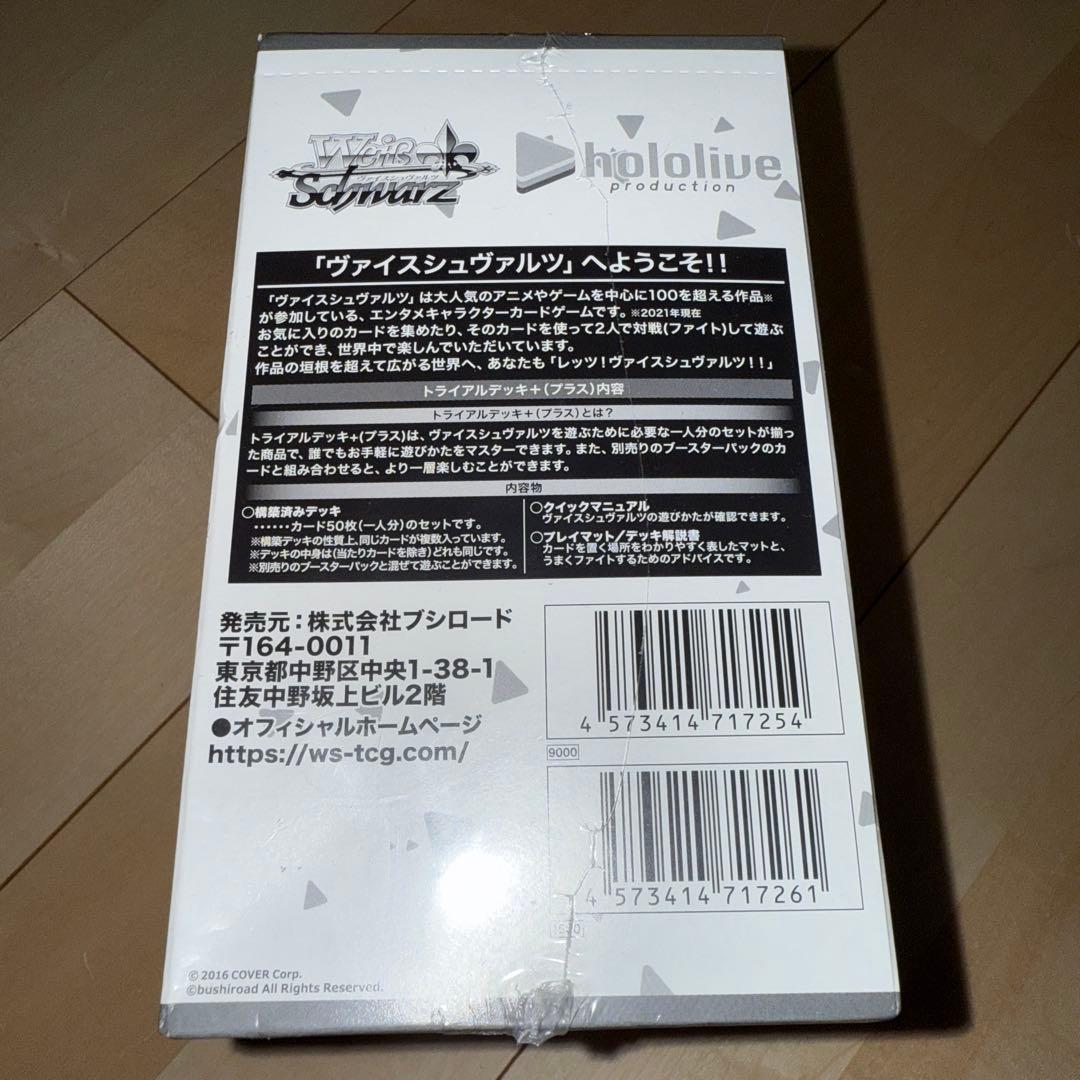 Weiß Schwarz
ヴァイスシュヴァルツ
hololive
production
「ヴァイスシュヴァルツ」へようこそ!!
「ヴァイスシュヴァルツ」は大人気のアニメやゲームを中心に100を超える作品※
が参加している、エンタメキャラクターカードゲームです。※2021年現在
お気に入りのカードを集めたり、そのカードを使って2人で対戦(ファイト)して遊ぶ
ことができ、世界中で楽しんでいただいています。
作品の垣根を超えて広がる世界へ、あなたも「レッツ!ヴァイスシュヴァルツ!!」
トライアルデッキ+(プラス)内容
トライアルデッキ+(プラス)とは?
トライアルデッキ+(プラス)は、ヴァイスシュヴァルツを遊ぶために必要な一人分のセットが揃っ
た商品で、誰でもお手軽に遊びかたをマスターできます。また、別売りのブースターパックのカ
ードと組み合わせると、より一層楽しむことができます。
内容物
○構築済みデッキ
……カード50枚(一人分)のセットです。
※構築デッキの性質上、同じカードが複数入っています。
※デッキの中身は(当たりカードを除き)どれも同じです。
※別売りのブースターパックと混ぜて遊ぶことができます。
○クイックマニュアル
ヴァイスシュヴァルツの遊びかたが確認できます。
○プレイマット/デッキ解説書
カードを置く場所をわかりやすく表したマットと、
うまくファイトするためのアドバイスです。
発売元:株式会社ブシロード
〒164-0011
東京都中野区中央1-38-1
住友中野坂上ビル2階
●オフィシャルホームページ
https://ws-tcg.com/
4 573414 717254
9000
4 573414 717261
© 2016 COVER Corp.
©bushiroad All Rights Reserved.